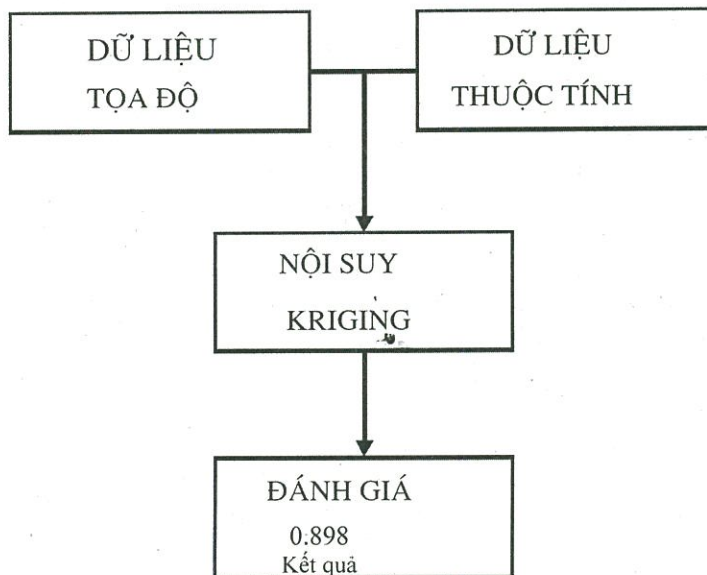 DỮ LIỆU
TỌA ĐỘ
DỮ LIỆU
THUỘC TÍNH
NỘI SUY
KRIGING
ĐÁNH GIÁ
0.898
Kết quả